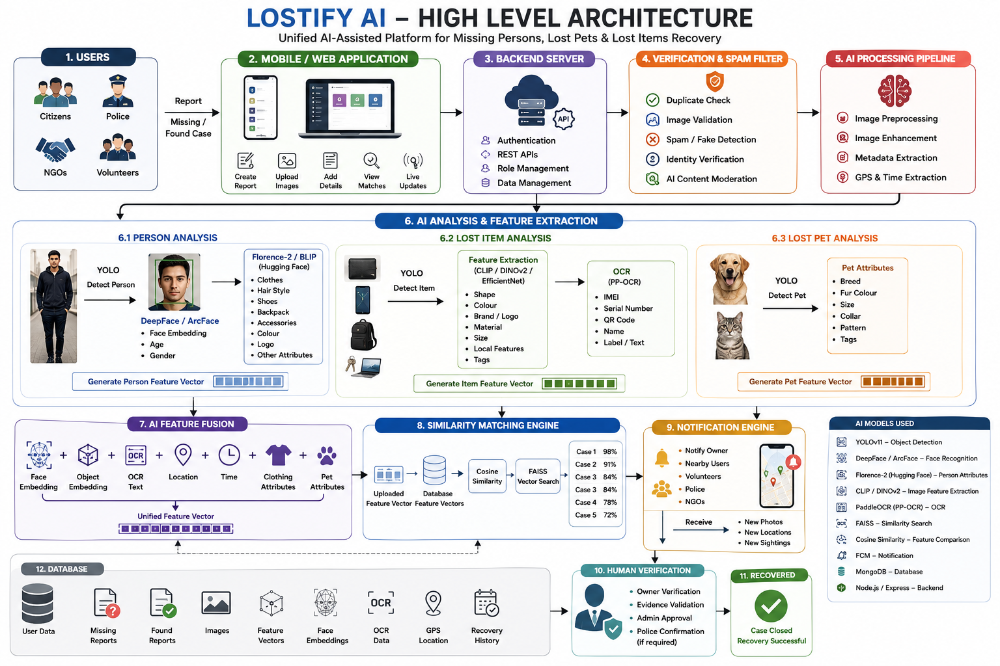 LOSTIFY AI – HIGH LEVEL ARCHITECTURE
Unified AI-Assisted Platform for Missing Persons, Lost Pets & Lost Items Recovery
1. USERS
Citizens
Police
NGOs
Volunteers
Report
Missing /
Found Case
2. MOBILE / WEB APPLICATION
Create
Report
Upload
Images
Add
Details
View
Matches
Live
Updates
3. BACKEND SERVER
API
Authentication
REST APIs
Role Management
Data Management
4. VERIFICATION & SPAM FILTER
Duplicate Check
Image Validation
Spam / Fake Detection
Identity Verification
AI Content Moderation
5. AI PROCESSING PIPELINE
Image Preprocessing
Image Enhancement
Metadata Extraction
GPS & Time Extraction
6. AI ANALYSIS & FEATURE EXTRACTION
6.1 PERSON ANALYSIS
YOLO
Detect Person
DeepFace / ArcFace
• Face Embedding
• Age
• Gender
Florence-2 / BLIP
(Hugging Face)
• Clothes
• Hair Style
• Shoes
• Backpack
• Accessories
• Colour
• Logo
• Other Attributes
Generate Person Feature Vector
6.2 LOST ITEM ANALYSIS
YOLO
Detect Item
Feature Extraction
(CLIP / DINOv2 /
EfficientNet)
• Shape
• Colour
• Brand / Logo
• Material
• Size
• Local Features
• Tags
OCR
(PP-OCR)
• IMEI
• Serial Number
• QR Code
• Name
• Label / Text
Generate Item Feature Vector
6.3 LOST PET ANALYSIS
YOLO
Detect Pet
Pet Attributes
• Breed
• Fur Colour
• Size
• Collar
• Pattern
• Tags
Generate Pet Feature Vector
7. AI FEATURE FUSION
+ + + + + +
OCR
Face
Embedding
Object
Embedding
OCR
Text
Location
Time
Clothing
Attributes
Pet
Attributes
Unified Feature Vector
8. SIMILARITY MATCHING ENGINE
Uploaded
Feature Vector
Database
Feature Vectors
Cosine
Similarity
FAISS
Vector Search
Case 1 98%
Case 2 91%
Case 3 84%
Case 3 84%
Case 4 78%
Case 5 72%
9. NOTIFICATION ENGINE
• Notify Owner
• Nearby Users
• Volunteers
• Police
• NGOs
Receive
• New Photos
• New Locations
• New Sightings
AI MODELS USED
YOLOv11 – Object Detection
DeepFace / ArcFace – Face Recognition
Florence-2 (Hugging Face) – Person Attributes
CLIP / DINOv2 – Image Feature Extraction
PaddleOCR (PP-OCR) – OCR
OCR FAISS – Similarity Search
Cosine Similarity – Feature Comparison
FCM – Notification
MongoDB – Database
Node.js / Express – Backend
12. DATABASE
User Data
Missing
Reports
Found
Reports
Images
Feature
Vectors
Face
Embeddings
OCR
OCR
Data
GPS
Location
Recovery
History
10. HUMAN VERIFICATION
• Owner Verification
• Evidence Validation
• Admin Approval
• Police Confirmation
(if required)
11. RECOVERED
Case Closed
Recovery Successful